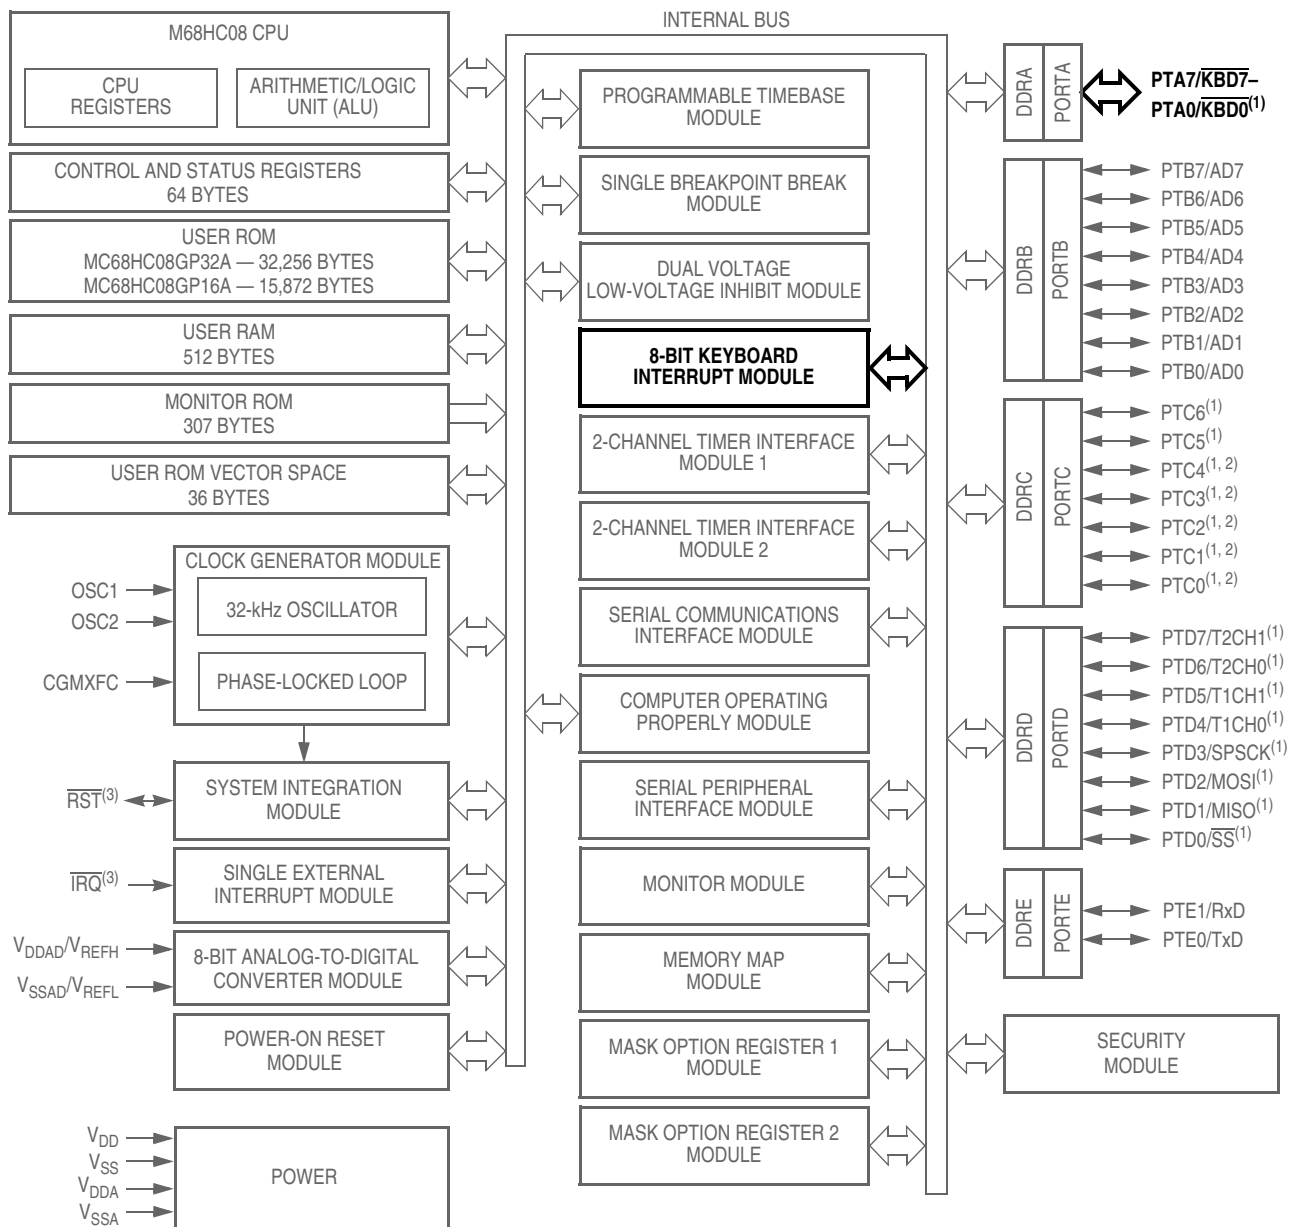 INTERNAL BUS
M68HC08 CPU
CPU
REGISTERS
ARITHMETIC/LOGIC
UNIT (ALU)
CONTROL AND STATUS REGISTERS
64 BYTES
USER ROM
MC68HC08GP32A — 32,256 BYTES
MC68HC08GP16A — 15,872 BYTES
USER RAM
512 BYTES
MONITOR ROM
307 BYTES
USER ROM VECTOR SPACE
36 BYTES
CLOCK GENERATOR MODULE
32-kHz OSCILLATOR
PHASE-LOCKED LOOP
OSC1
OSC2
CGMXFC
SYSTEM INTEGRATION
MODULE
R̅S̅T̅(3)
SINGLE EXTERNAL
INTERRUPT MODULE
I̅R̅Q̅(3)
8-BIT ANALOG-TO-DIGITAL
CONVERTER MODULE
VDDAD/VREFH
VSSAD/VREFL
POWER-ON RESET
MODULE
POWER
VDD
VSS
VDDA
VSSA
PROGRAMMABLE TIMEBASE
MODULE
SINGLE BREAKPOINT BREAK
MODULE
DUAL VOLTAGE
LOW-VOLTAGE INHIBIT MODULE
8-BIT KEYBOARD
INTERRUPT MODULE
2-CHANNEL TIMER INTERFACE
MODULE 1
2-CHANNEL TIMER INTERFACE
MODULE 2
SERIAL COMMUNICATIONS
INTERFACE MODULE
COMPUTER OPERATING
PROPERLY MODULE
SERIAL PERIPHERAL
INTERFACE MODULE
MONITOR MODULE
MEMORY MAP
MODULE
MASK OPTION REGISTER 1
MODULE
MASK OPTION REGISTER 2
MODULE
DDRA
PORTA
PTA7/K̅B̅D̅7̅–
PTA0/K̅B̅D̅0̅(1)
DDRB
PORTB
PTB7/AD7
PTB6/AD6
PTB5/AD5
PTB4/AD4
PTB3/AD3
PTB2/AD2
PTB1/AD1
PTB0/AD0
DDRC
PORTC
PTC6(1)
PTC5(1)
PTC4(1, 2)
PTC3(1, 2)
PTC2(1, 2)
PTC1(1, 2)
PTC0(1, 2)
DDRD
PORTD
PTD7/T2CH1(1)
PTD6/T2CH0(1)
PTD5/T1CH1(1)
PTD4/T1CH0(1)
PTD3/SPSCK(1)
PTD2/MOSI(1)
PTD1/MISO(1)
PTD0/S̅S̅(1)
DDRE
PORTE
PTE1/RxD
PTE0/TxD
SECURITY
MODULE